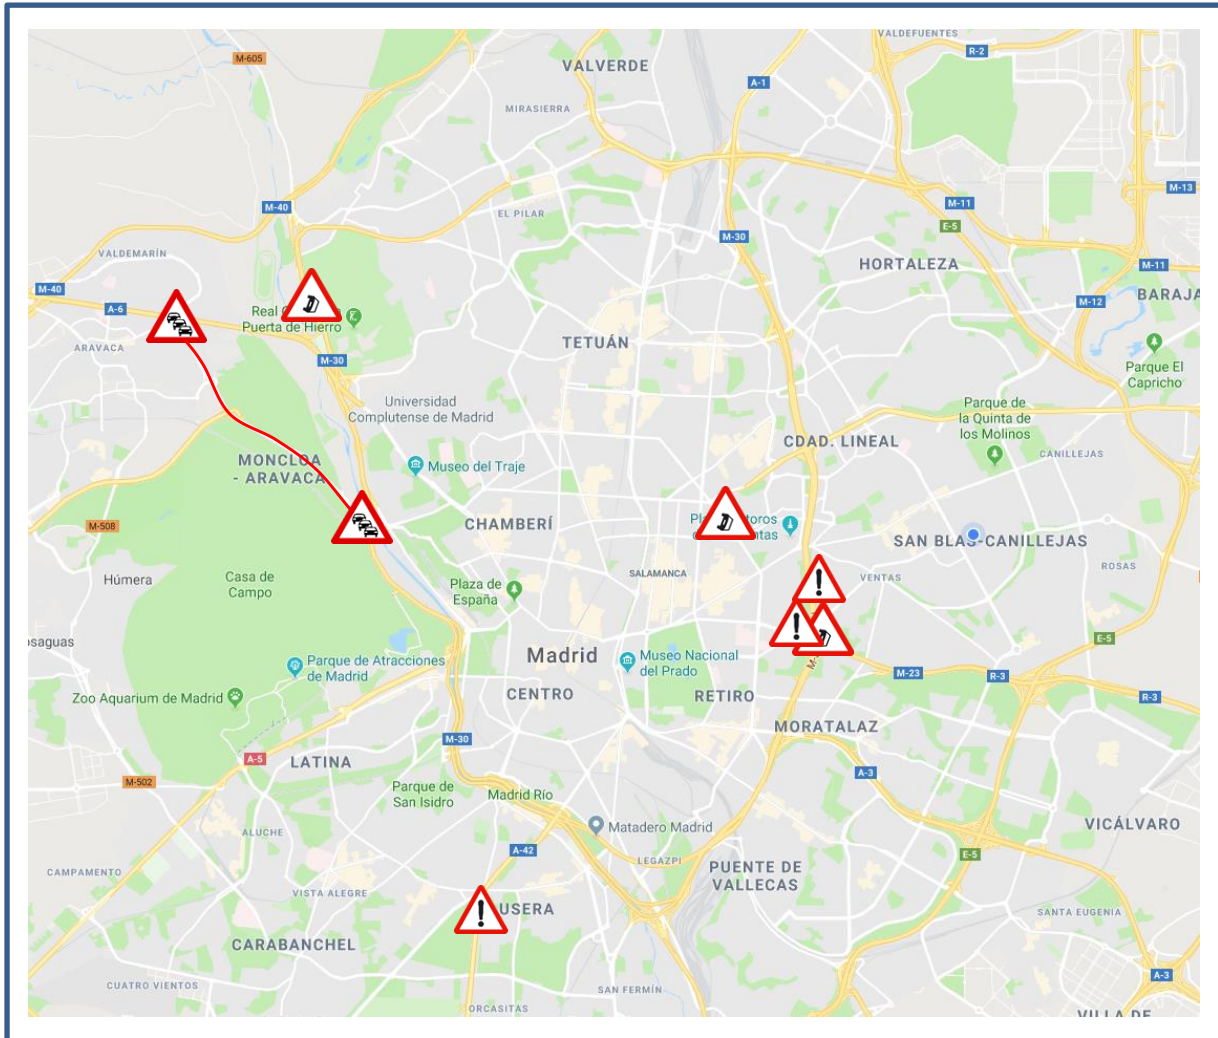 VALDEFUENTES
R-2
M-605
VALVERDE
A-1
MIRASIERRA
M-13
M-40
M-11
EL PILAR
E-5
M-30
VALDEMARÍN
HORTALEZA
M-11
M-40
BARAJA
A-6
M-12
Real
Puerta de Hierro
ARAVACA
TETUÁN
M-30
Parque El
Capricho
Universidad
Complutense de Madrid
Parque de
la Quinta de
los Molinos
CDAD. LINEAL
CANILLEJAS
MONCLOA
- ARAVACA
Museo del Traje
M-508
CHAMBERÍ
SAN BLAS-CANILLEJAS
Húmera
Casa de
Campo
Plaza de
España
SALAMANCA
VENTAS
ROSAS
osaguas
E-5
Madrid
Museo Nacional
del Prado
Parque de Atracciones
de Madrid
M-23
R-3
Zoo Aquarium de Madrid
CENTRO
RETIRO
R-3
MORATALAZ
M-30
A-5
LATINA
A-3
M-502
Parque de
San Isidro
Madrid Río
Matadero Madrid
VICÁLVARO
ALUCHE
A-42
LEGAZPI
E-5
CAMPAMENTO
PUENTE DE
VALLECAS
VISTA ALEGRE
USERA
SANTA EUGENIA
CARABANCHEL
A-3
CUATRO VIENTOS
SAN FERMÍN
ORCASITAS
VILLA DE